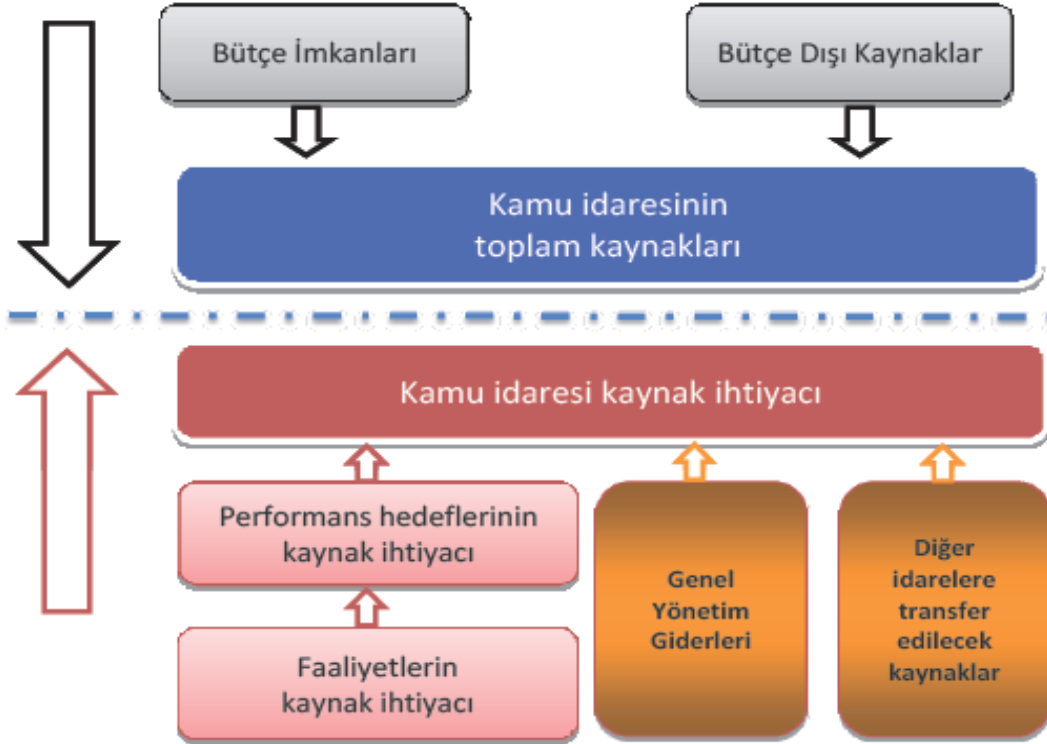 Bütçe İmkanları
Bütçe Dışı Kaynaklar
Kamu idaresinin
toplam kaynakları
Kamu idaresi kaynak ihtiyacı
Performans hedeflerinin
kaynak ihtiyacı
Faaliyetlerin
kaynak ihtiyacı
Genel
Yönetim
Giderleri
Diğer
idarelere
transfer
edilecek
kaynaklar